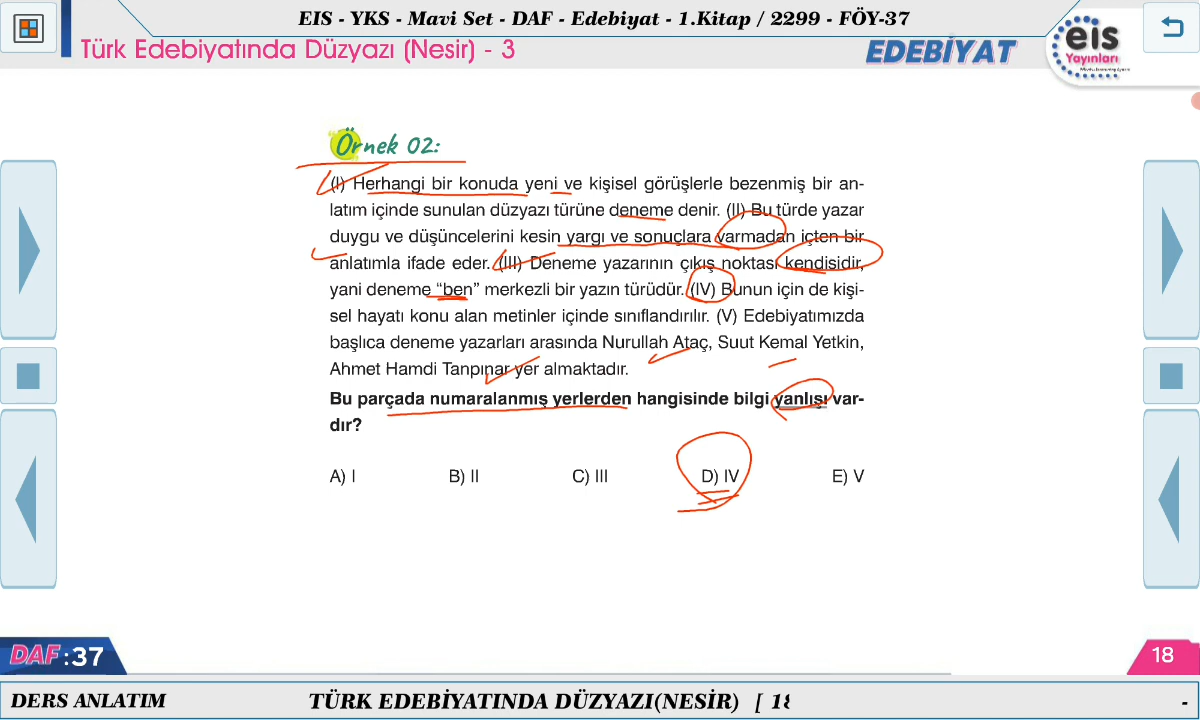 EIS - YKS - Mavi Set - DAF - Edebiyat - 1.Kitap / 2299 - FÖY-37
Türk Edebiyatında Düzyazı (Nesir) - 3
EDEBİYAT
eis
Yayınları
Örnek 02:
(I) Herhangi bir konuda yeni ve kişisel görüşlerle bezenmiş bir an-
latım içinde sunulan düzyazı türüne deneme denir. (II) Bu türde yazar
duygu ve düşüncelerini kesin yargı ve sonuçlara varmadan içten bir
anlatımla ifade eder. (III) Deneme yazarının çıkış noktası kendisidir,
yani deneme “ben” merkezli bir yazın türüdür. (IV) Bunun için de kişi-
sel hayatı konu alan metinler içinde sınıflandırılır. (V) Edebiyatımızda
başlıca deneme yazarları arasında Nurullah Ataç, Suut Kemal Yetkin,
Ahmet Hamdi Tanpınar yer almaktadır.
Bu parçada numaralanmış yerlerden hangisinde bilgi yanlışı var-
dır?
A) I B) II C) III D) IV E) V
DAF : 37
18
DERS ANLATIM TÜRK EDEBİYATINDA DÜZYAZI(NESİR) [ 18 -